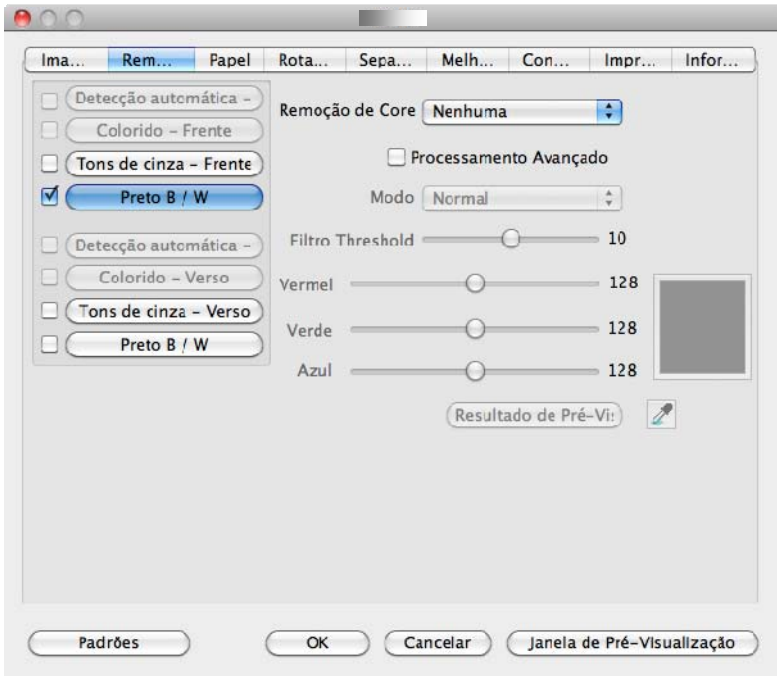 Ima... Rem... Papel Rota... Sepa... Melh... Con... Impr... Infor...
Detecção automática –
Colorido – Frente
Tons de cinza – Frente
Preto B / W
Detecção automática –
Colorido – Verso
Tons de cinza – Verso
Preto B / W
Remoção de Core Nenhuma
Processamento Avançado
Modo Normal
Filtro Threshold 10
Vermel 128
Verde 128
Azul 128
Resultado de Pré-Vi:
Padrões OK Cancelar Janela de Pré-Visualização